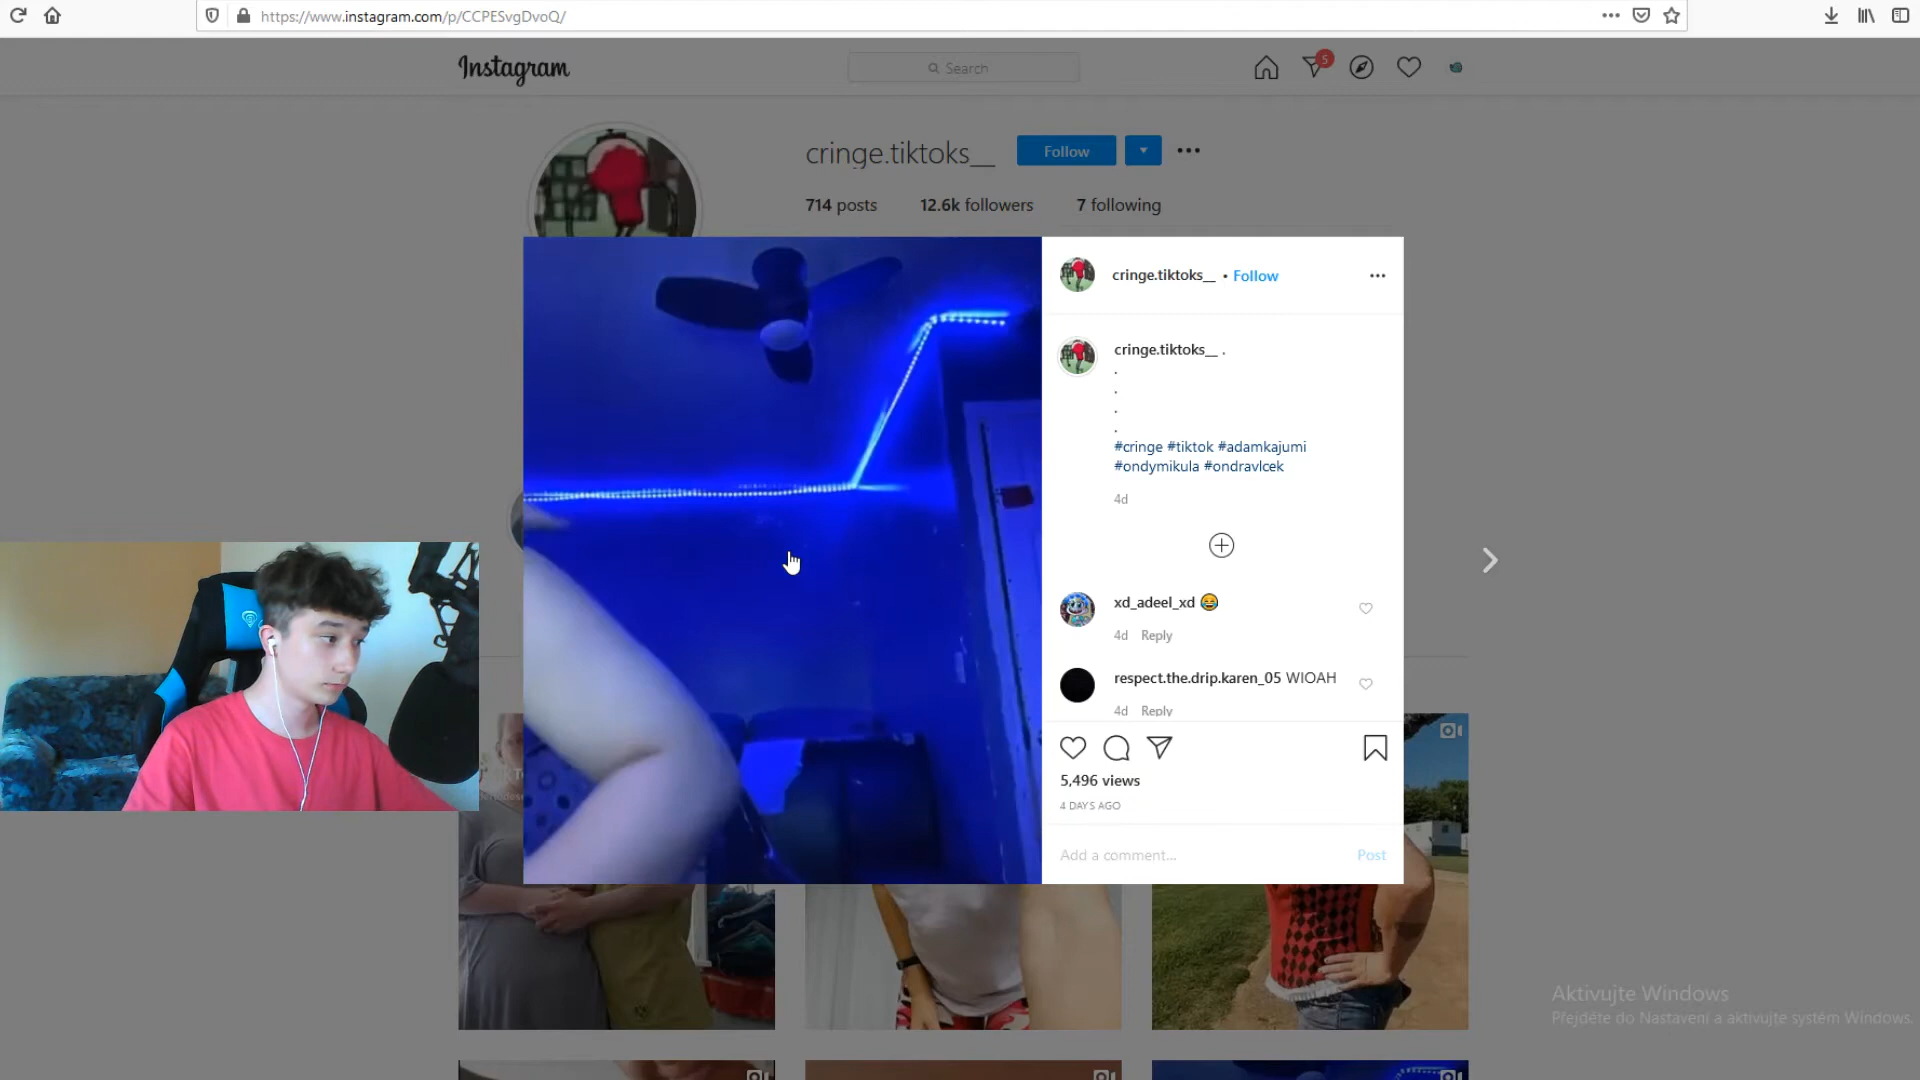 https://www.instagram.com/p/CCPESvgDvoQ/
Instagram
Search
5
cringe.tiktoks__
Follow
714 posts
12.6k followers
7 following
cringe.tiktoks__ • Follow
cringe.tiktoks__ .
.
.
.
.
#cringe #tiktok #adamkajumi
#ondymikula #ondravlcek
4d
xd_adeel_xd 😂
4d Reply
respect.the.drip.karen_05 WIOAH
4d Reply
5,496 views
4 DAYS AGO
Add a comment...
Post
Aktivujte Windows
Přejděte do Nastavení a aktivujte systém Windows.